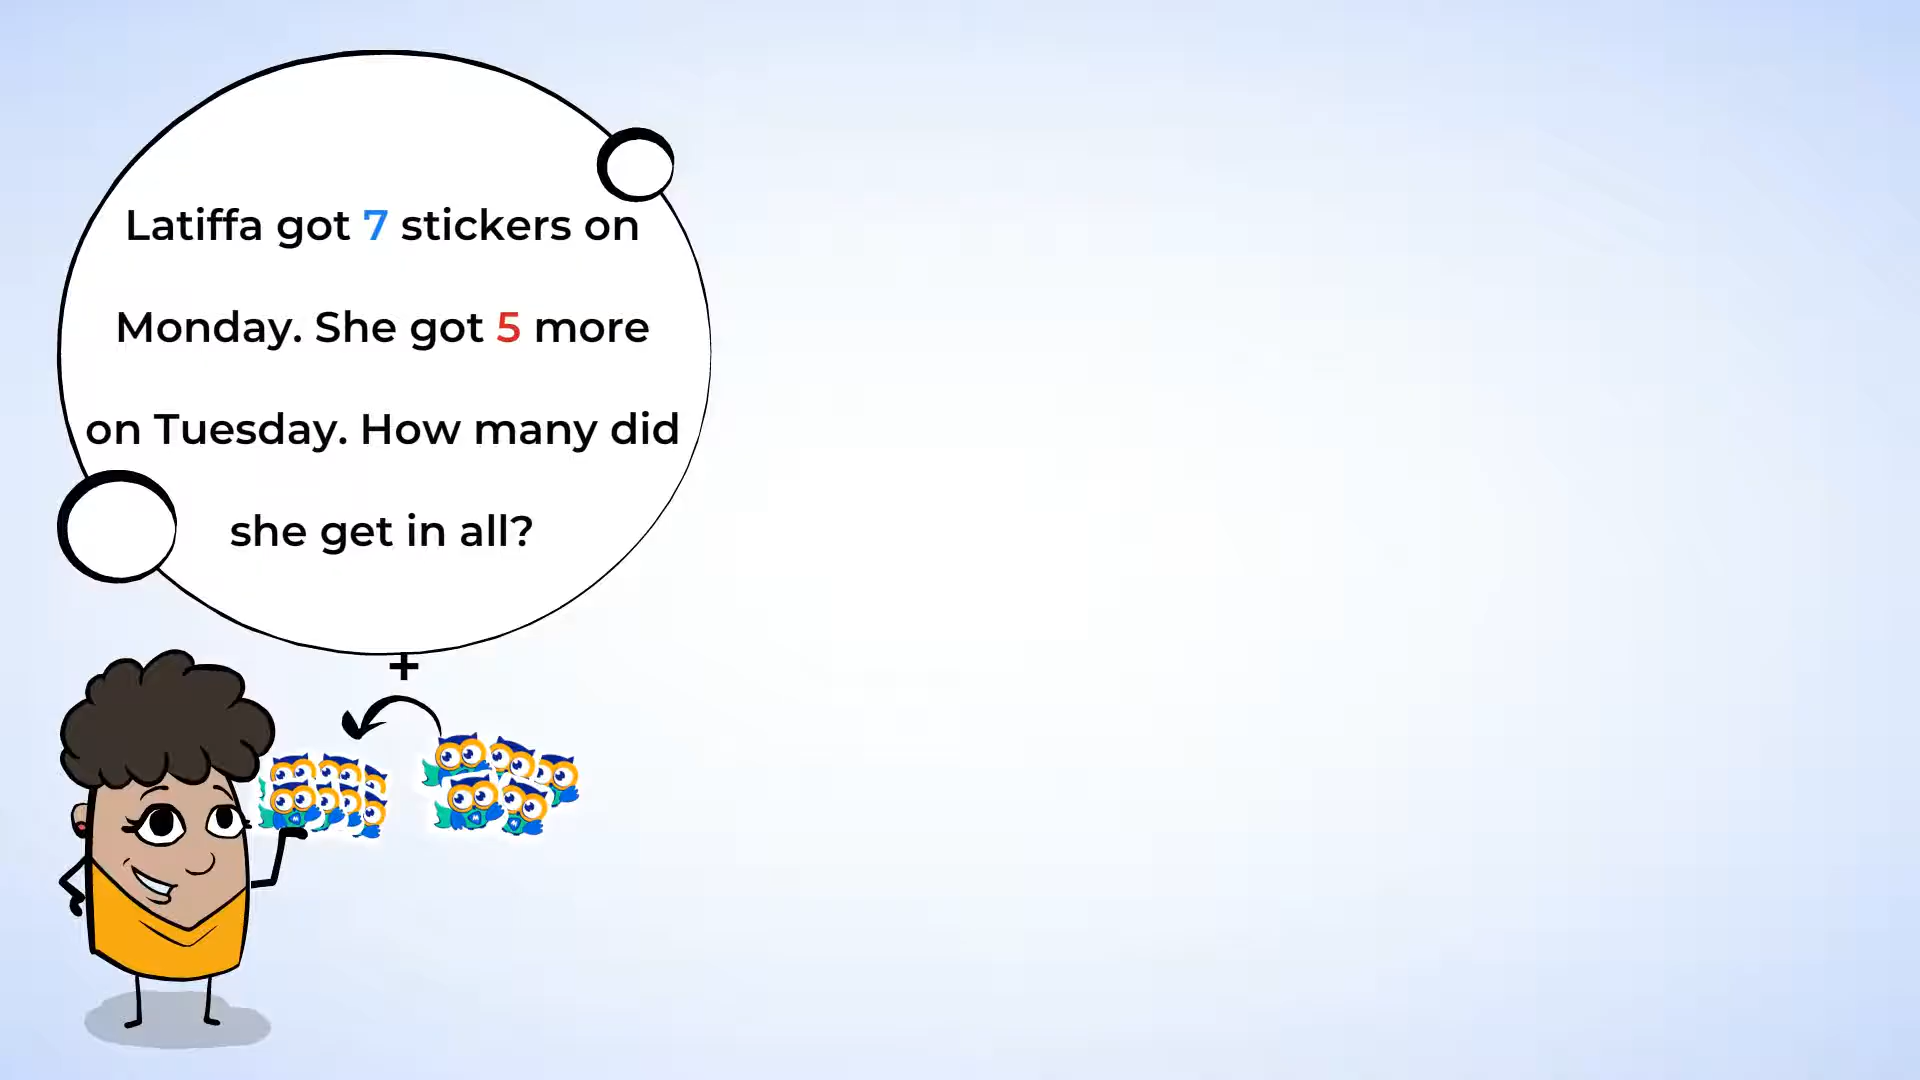 Latiffa got 7 stickers on
Monday. She got 5 more
on Tuesday. How many did
she get in all?
+